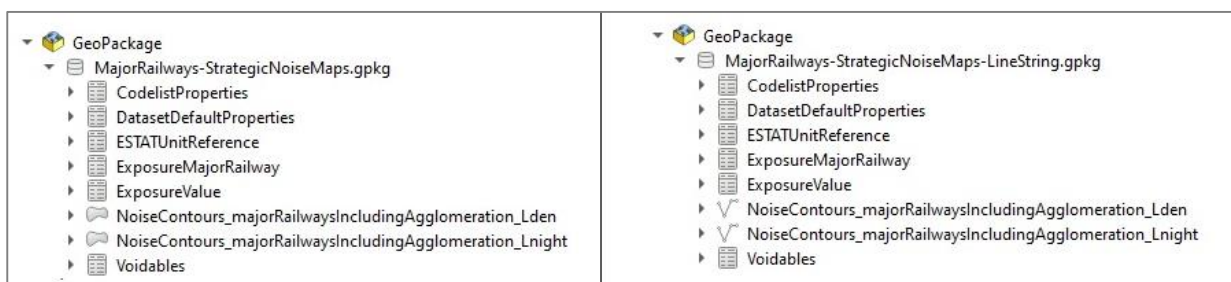 GeoPackage
MajorRailways-StrategicNoiseMaps.gpkg
CodelistProperties
DatasetDefaultProperties
ESTATUnitReference
ExposureMajorRailway
ExposureValue
NoiseContours_majorRailwaysIncludingAgglomeration_Lden
NoiseContours_majorRailwaysIncludingAgglomeration_Lnight
Voidables
GeoPackage
MajorRailways-StrategicNoiseMaps-LineString.gpkg
CodelistProperties
DatasetDefaultProperties
ESTATUnitReference
ExposureMajorRailway
ExposureValue
NoiseContours_majorRailwaysIncludingAgglomeration_Lden
NoiseContours_majorRailwaysIncludingAgglomeration_Lnight
Voidables